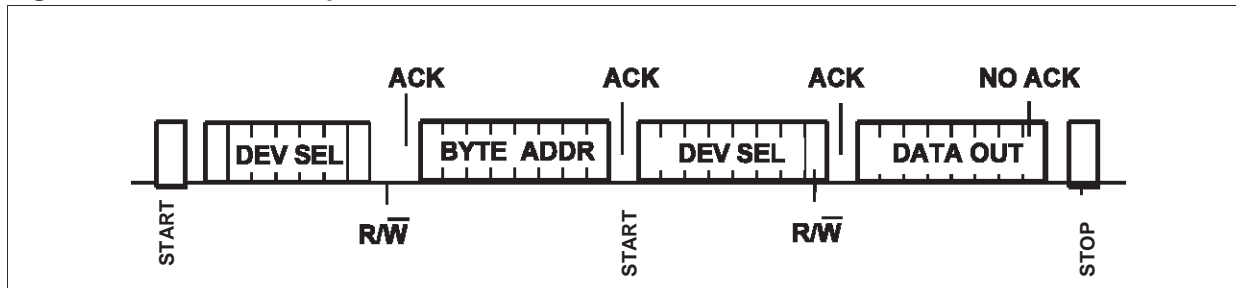 ACK ACK ACK NO ACK
DEV SEL BYTE ADDR DEV SEL DATA OUT
R/W̅ R/W̅
START START STOP